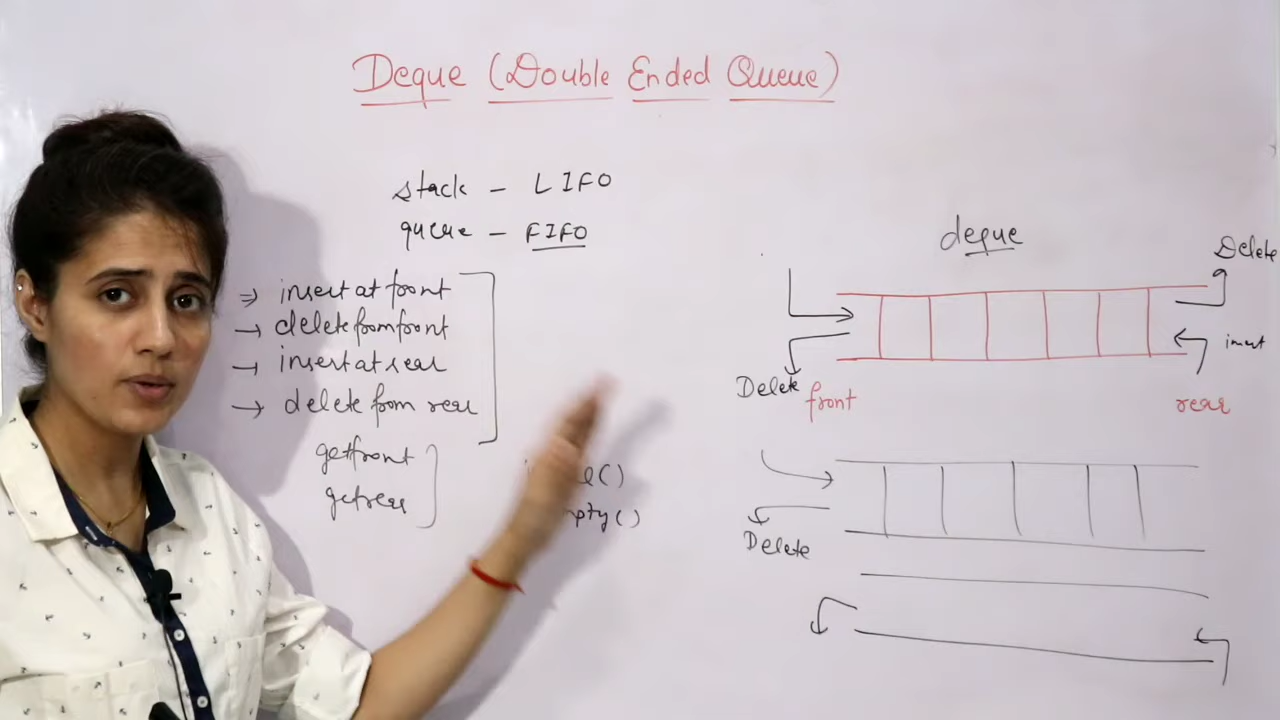 Deque (Double Ended Queue)
stack - LIFO
queue - FIFO
⇒ insert at front
→ delete from front
→ insert at rear
→ delete from rear
getfront
getrear
deque
Delete
insert
Delete
front
rear
Delete